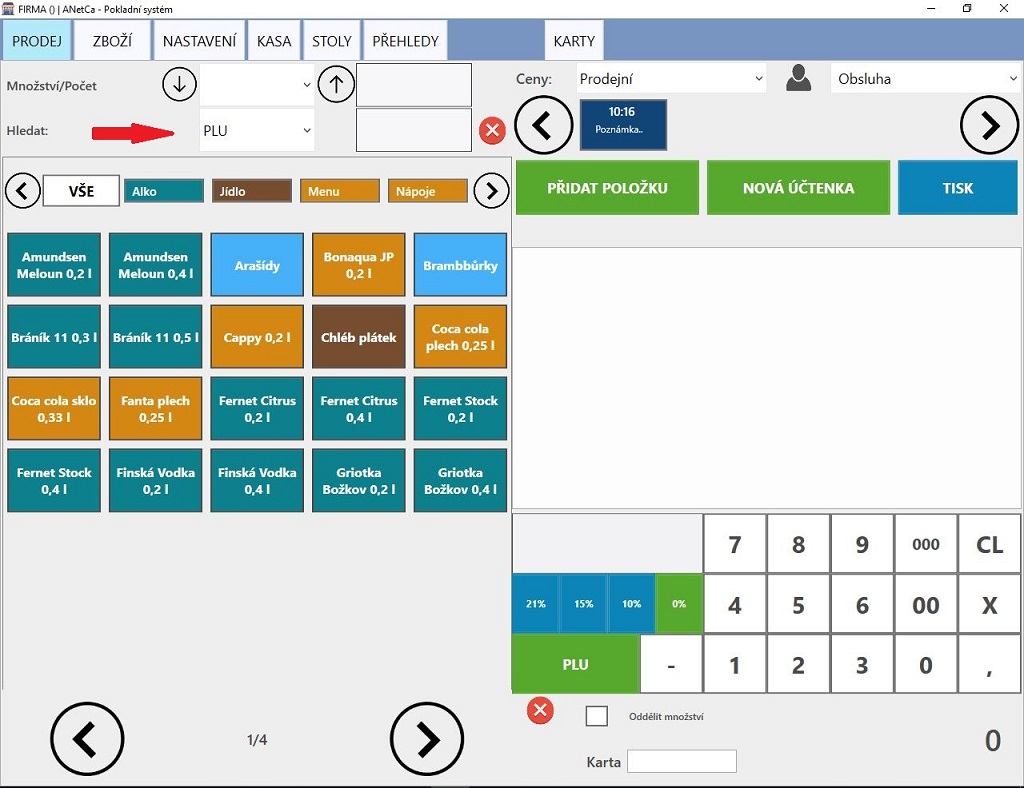 FIRMA () | ANetCa - Pokladní systém
PRODEJ ZBOŽÍ NASTAVENÍ KASA STOLY PŘEHLEDY KARTY
Množství/Počet
Ceny: Prodejní Obsluha
Hledat: PLU
10:16
Poznámka..
VŠE Alko Jídlo Menu Nápoje
PŘIDAT POLOŽKU NOVÁ ÚČTENKA TISK
Amundsen Meloun 0,2 l
Amundsen Meloun 0,4 l
Arašídy
Bonaqua JP 0,2 l
Brambbůrky
Bráník 11 0,3 l
Bráník 11 0,5 l
Cappy 0,2 l
Chléb plátek
Coca cola plech 0,25 l
Coca cola sklo 0,33 l
Fanta plech 0,25 l
Fernet Citrus 0,2 l
Fernet Citrus 0,4 l
Fernet Stock 0,2 l
Fernet Stock 0,4 l
Finská Vodka 0,2 l
Finská Vodka 0,4 l
Griotka Božkov 0,2 l
Griotka Božkov 0,4 l
7 8 9 000 CL
21% 15% 10% 0% 4 5 6 00 X
PLU - 1 2 3 0 ,
Oddělit množství
1/4
0
Karta